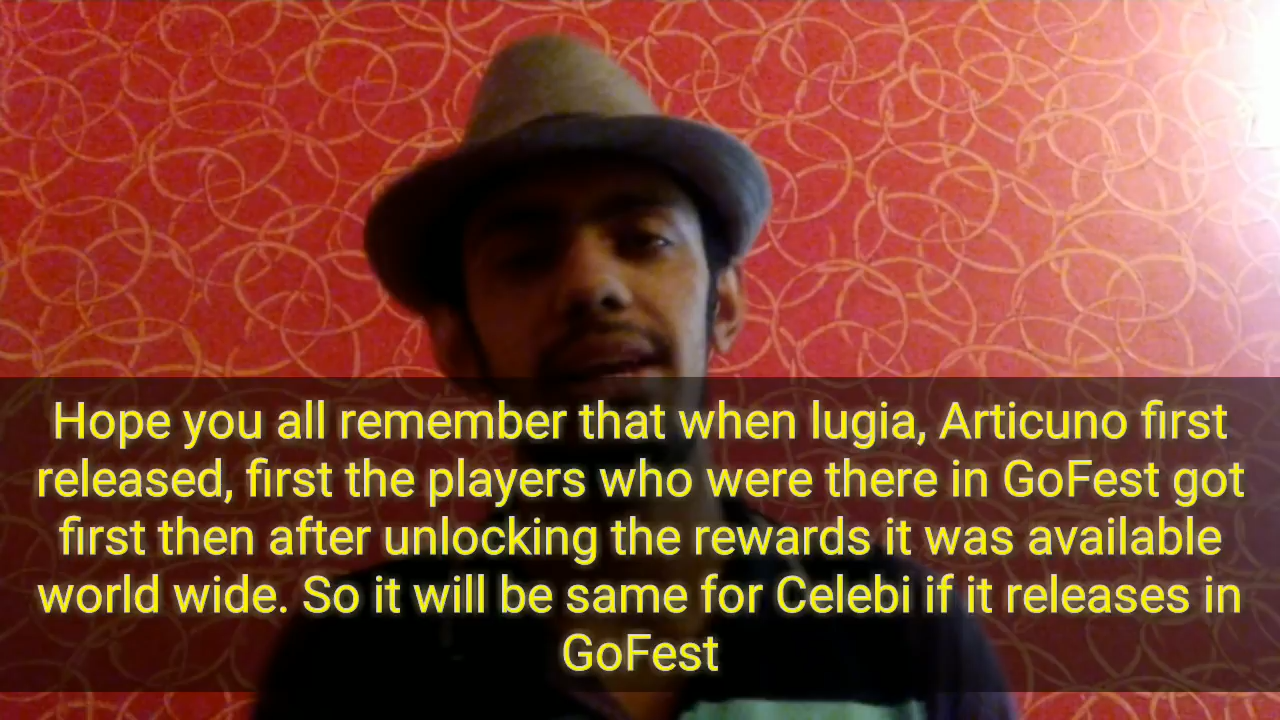 Hope you all remember that when lugia, Articuno first
released, first the players who were there in GoFest got
first then after unlocking the rewards it was available
world wide. So it will be same for Celebi if it releases in
GoFest